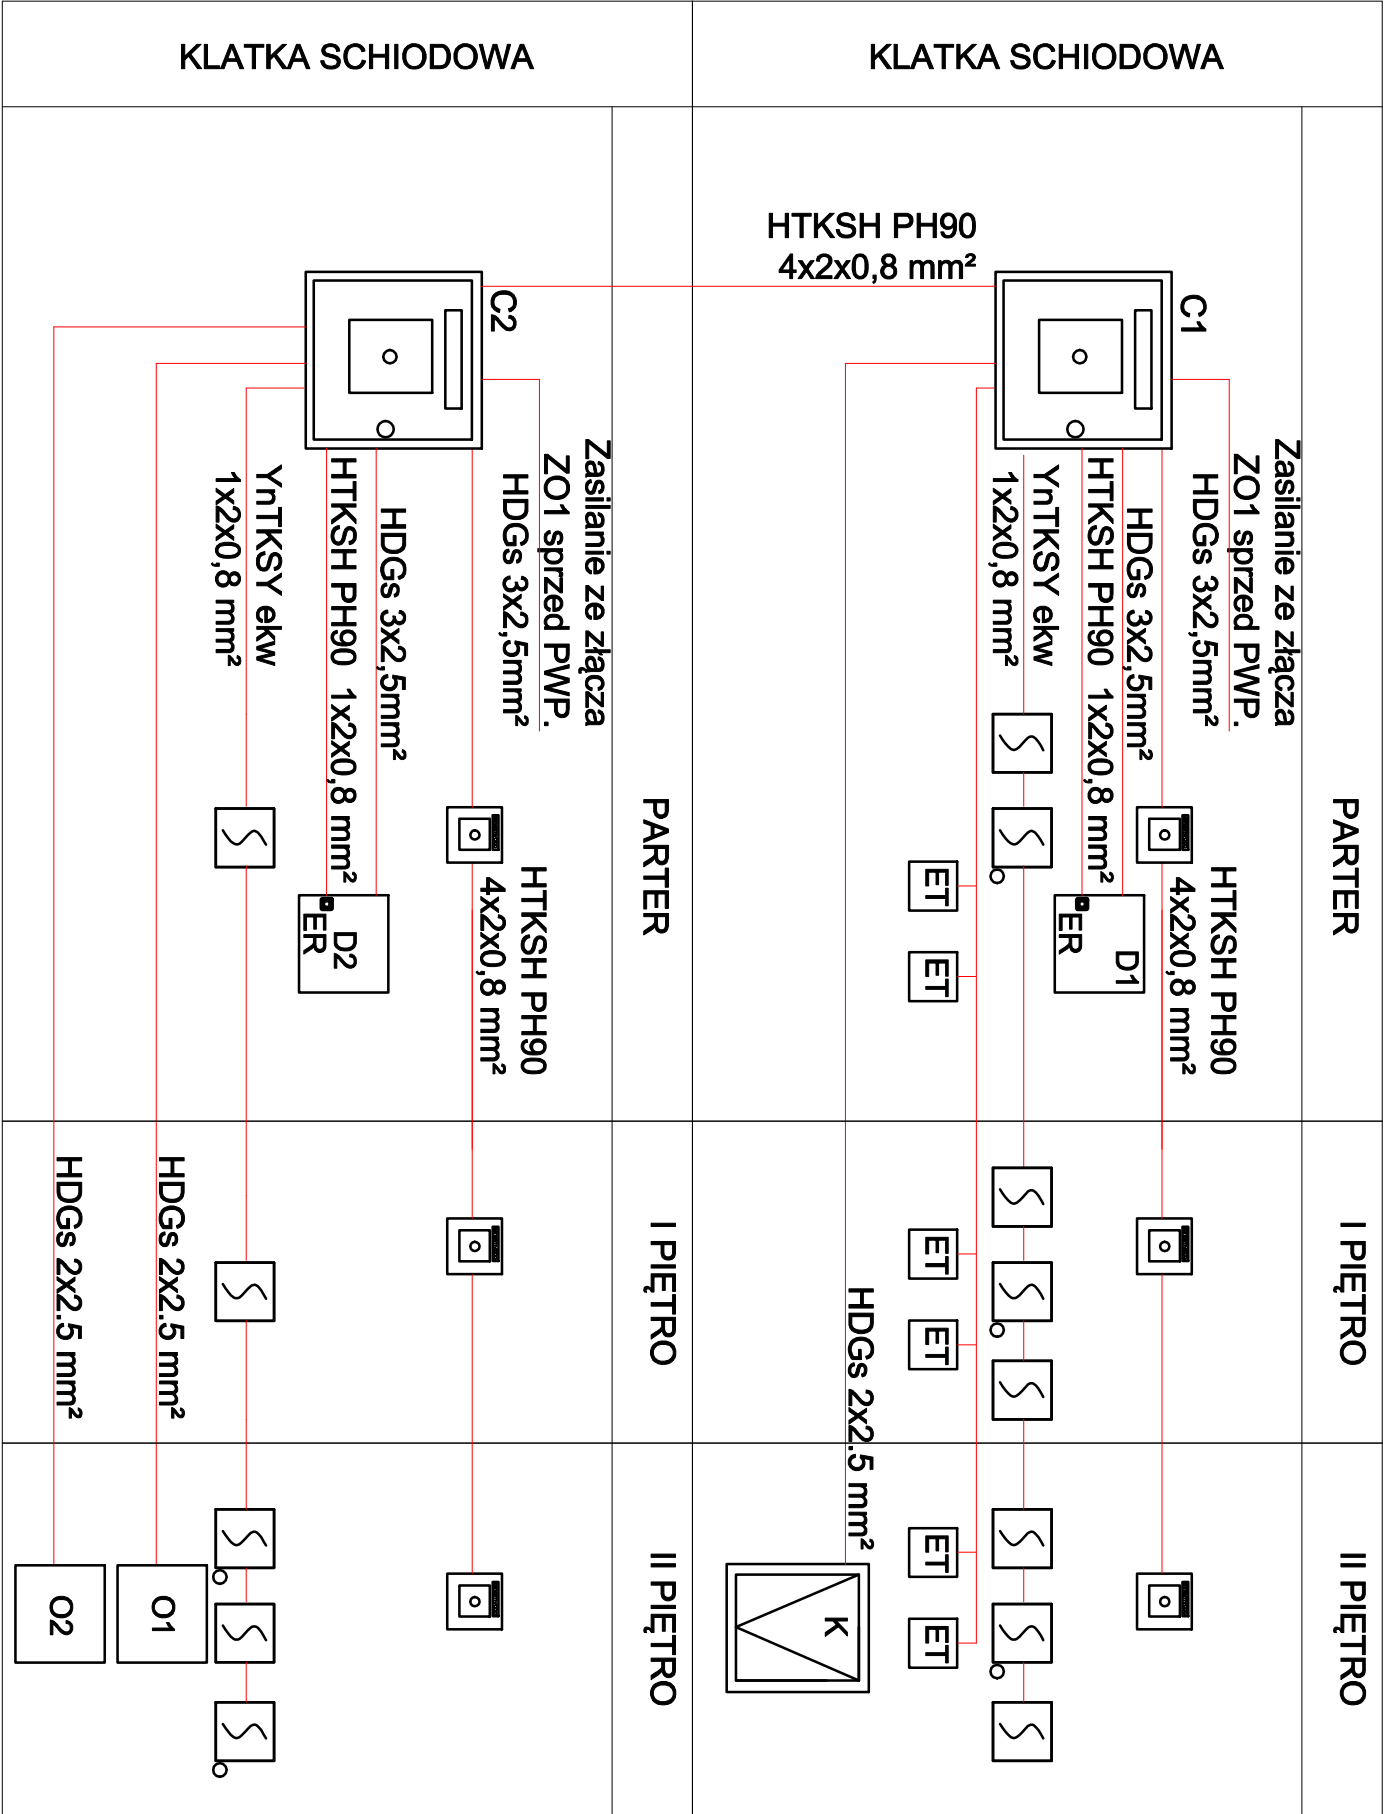 KLATKA SCHIODOWA
KLATKA SCHIODOWA
HTKSH PH90
4x2x0,8 mm²
C2
Zasilanie ze złącza
ZO1 sprzed PWP.
HDGs 3x2,5mm²
HDGs 3x2,5mm²
HTKSH PH90 1x2x0,8 mm²
YnTKSY ekw
1x2x0,8 mm²
PARTER
HTKSH PH90
4x2x0,8 mm²
D2
ER
I PIĘTRO
HDGs 2x2.5 mm²
HDGs 2x2.5 mm²
II PIĘTRO
O1
O2
C1
Zasilanie ze złącza
ZO1 sprzed PWP.
HDGs 3x2,5mm²
HDGs 3x2,5mm²
HTKSH PH90 1x2x0,8 mm²
YnTKSY ekw
1x2x0,8 mm²
PARTER
HTKSH PH90
4x2x0,8 mm²
D1
ER
ET
ET
I PIĘTRO
ET
ET
HDGs 2x2.5 mm²
II PIĘTRO
ET
ET
K